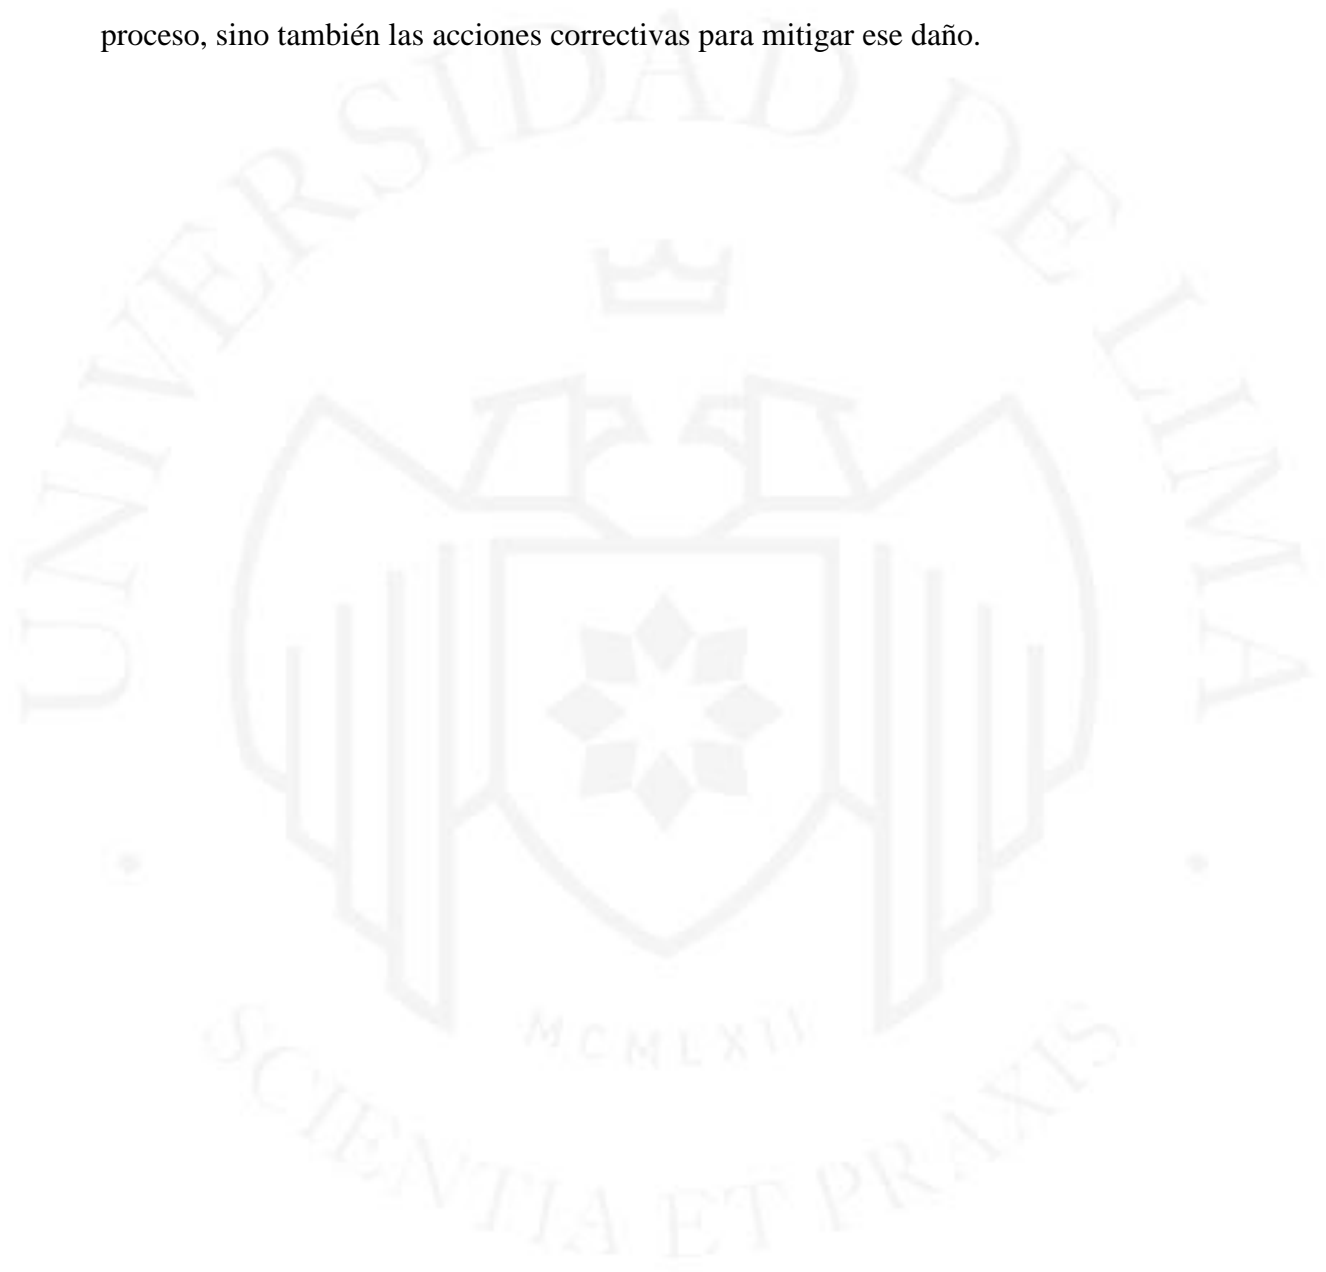 proceso, sino también las acciones correctivas para mitigar ese daño.
UNIVERSIDAD DE LIMA
MCMLXII
SCIENTIA ET PRAXIS